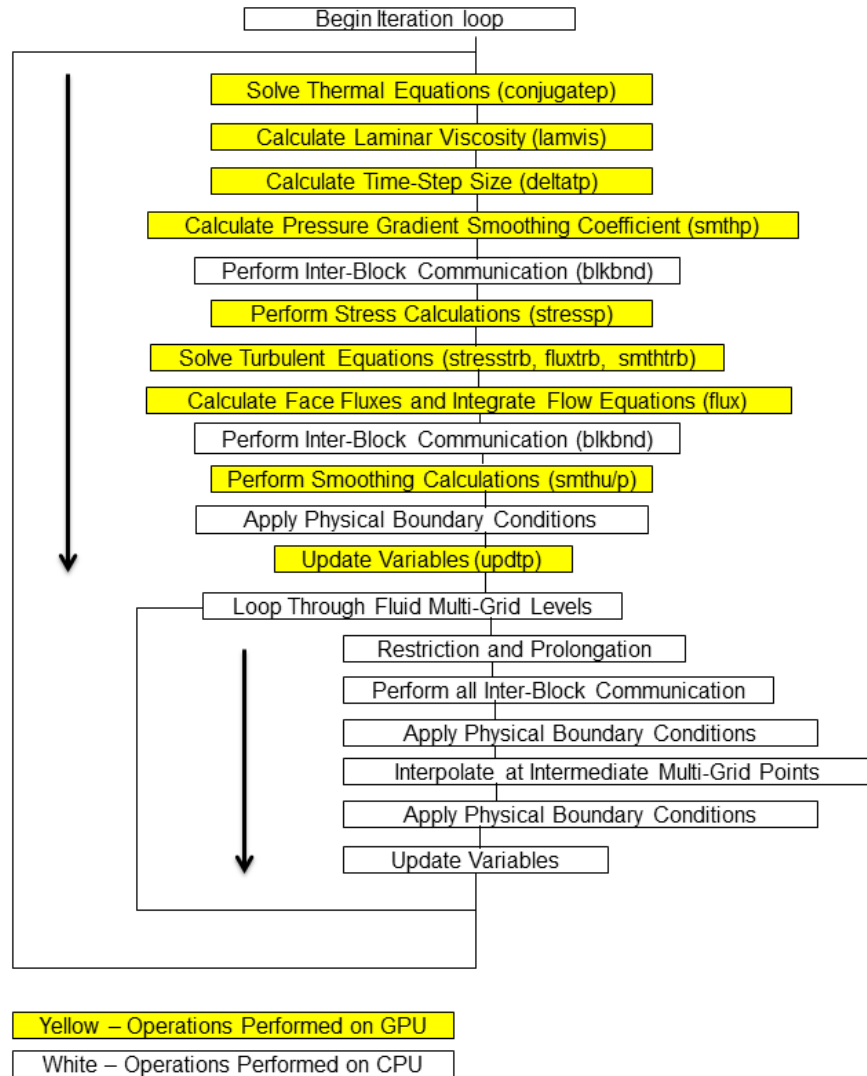 Begin Iteration loop
Solve Thermal Equations (conjugatep)
Calculate Laminar Viscosity (lamvis)
Calculate Time-Step Size (deltatp)
Calculate Pressure Gradient Smoothing Coefficient (smthp)
Perform Inter-Block Communication (blkbnd)
Perform Stress Calculations (stressp)
Solve Turbulent Equations (stresstrb, fluxtrb, smthtrb)
Calculate Face Fluxes and Integrate Flow Equations (flux)
Perform Inter-Block Communication (blkbnd)
Perform Smoothing Calculations (smthu/p)
Apply Physical Boundary Conditions
Update Variables (updtp)
Loop Through Fluid Multi-Grid Levels
Restriction and Prolongation
Perform all Inter-Block Communication
Apply Physical Boundary Conditions
Interpolate at Intermediate Multi-Grid Points
Apply Physical Boundary Conditions
Update Variables
Yellow – Operations Performed on GPU
White – Operations Performed on CPU